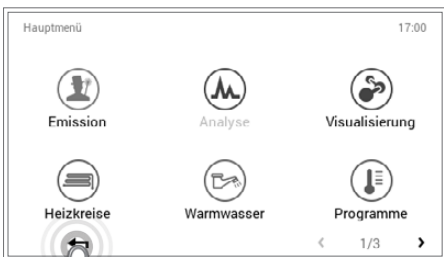 Hauptmenü 17:00
Emission Analyse Visualisierung
Heizkreise Warmwasser Programme
< 1/3 >